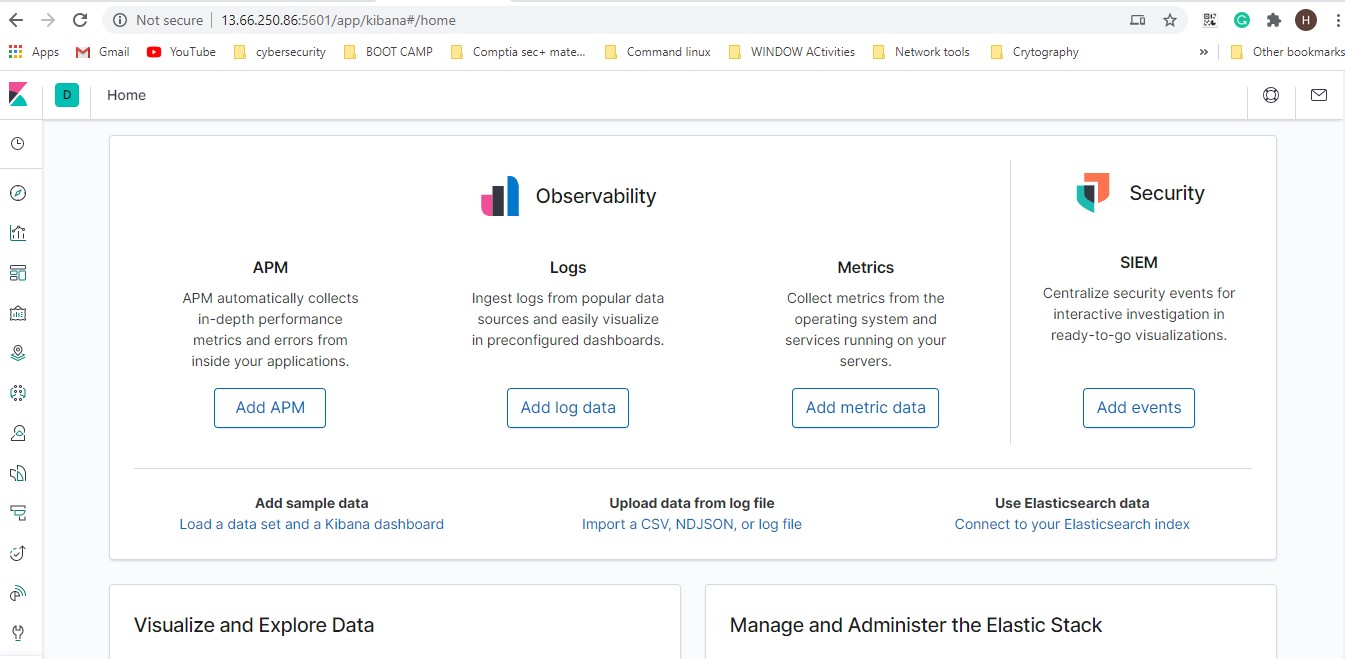 Not secure | 13.66.250.86:5601/app/kibana#/home
H
Apps Gmail YouTube cybersecurity BOOT CAMP Comptia sec+ mate... Command linux WINDOW ACtivities Network tools Crytography » Other bookmarks
D Home
Observability
Security
APM
APM automatically collects
in-depth performance
metrics and errors from
inside your applications.
Add APM
Logs
Ingest logs from popular data
sources and easily visualize
in preconfigured dashboards.
Add log data
Metrics
Collect metrics from the
operating system and
services running on your
servers.
Add metric data
SIEM
Centralize security events for
interactive investigation in
ready-to-go visualizations.
Add events
Add sample data
Load a data set and a Kibana dashboard
Upload data from log file
Import a CSV, NDJSON, or log file
Use Elasticsearch data
Connect to your Elasticsearch index
Visualize and Explore Data
Manage and Administer the Elastic Stack